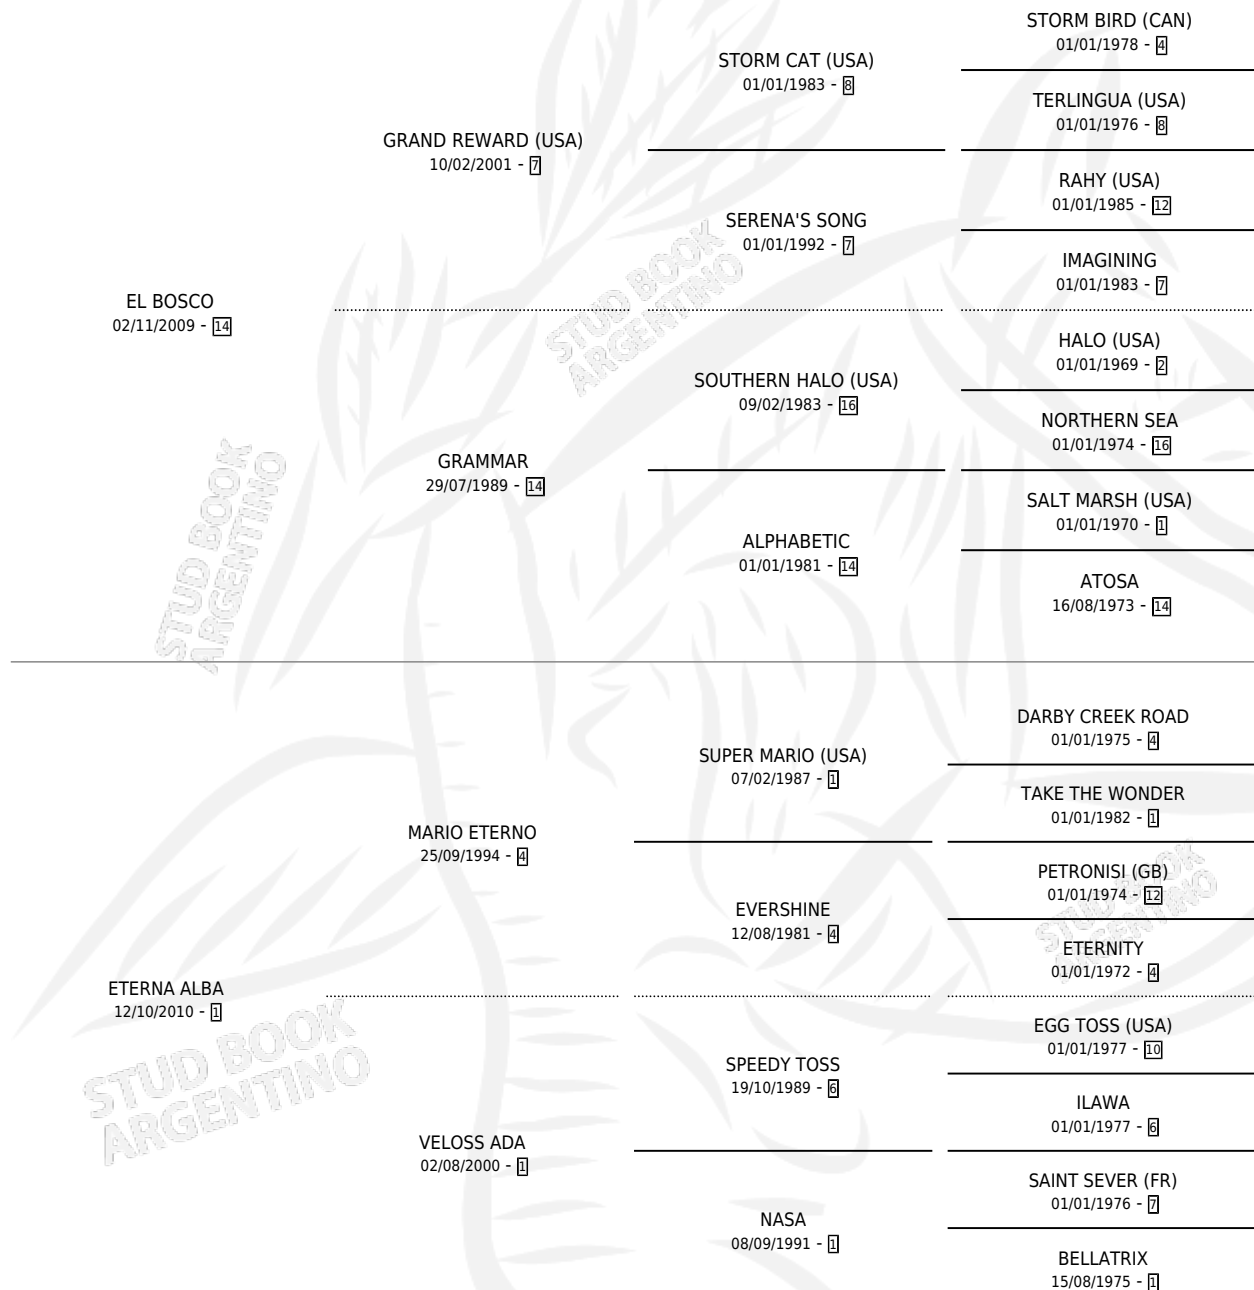 STORM BIRD (CAN)
01/01/1978 - 4
STORM CAT (USA)
01/01/1983 - 8
TERLINGUA (USA)
01/01/1976 - 8
GRAND REWARD (USA)
10/02/2001 - 7
RAHY (USA)
01/01/1985 - 12
SERENA'S SONG
01/01/1992 - 7
IMAGINING
01/01/1983 - 7
EL BOSCO
02/11/2009 - 14
HALO (USA)
01/01/1969 - 2
SOUTHERN HALO (USA)
09/02/1983 - 16
NORTHERN SEA
01/01/1974 - 16
GRAMMAR
29/07/1989 - 14
SALT MARSH (USA)
01/01/1970 - 1
ALPHABETIC
01/01/1981 - 14
ATOSA
16/08/1973 - 14
STUD BOOK
ARGENTINO
STUD BOOK
ARGENTINO
DARBY CREEK ROAD
01/01/1975 - 4
SUPER MARIO (USA)
07/02/1987 - 1
TAKE THE WONDER
01/01/1982 - 1
MARIO ETERNO
25/09/1994 - 4
PETRONISI (GB)
01/01/1974 - 12
EVERSHINE
12/08/1981 - 4
ETERNITY
01/01/1972 - 4
STUD BOOK
ARGENTINO
ETERNA ALBA
12/10/2010 - 1
EGG TOSS (USA)
01/01/1977 - 10
SPEEDY TOSS
19/10/1989 - 6
ILAWA
01/01/1977 - 6
VELOSS ADA
02/08/2000 - 1
SAINT SEVER (FR)
01/01/1976 - 7
NASA
08/09/1991 - 1
BELLATRIX
15/08/1975 - 1
STUD BOOK
ARGENTINO